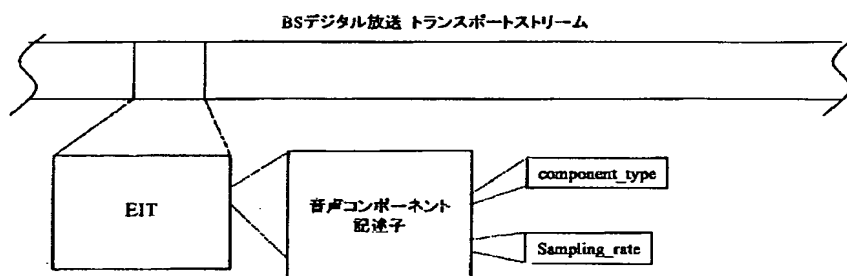 BSデジタル放送 トランスポートストリーム
EIT
音声コンポーネント
記述子
component_type
Sampling_rate